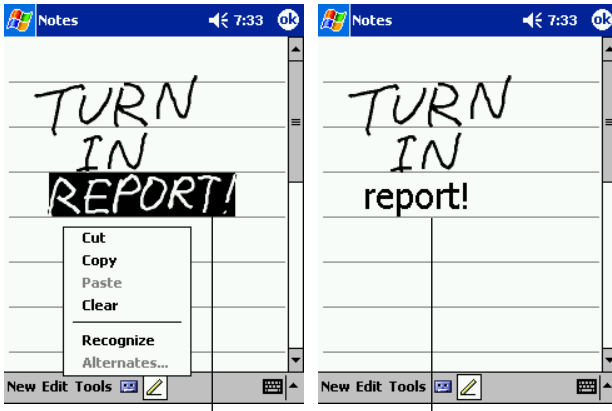 Notes 7:33 ok
TURN
IN
REPORT!
Cut
Copy
Paste
Clear
Recognize
Alternates...
New Edit Tools
Notes 7:33 ok
TURN
IN
report!
New Edit Tools